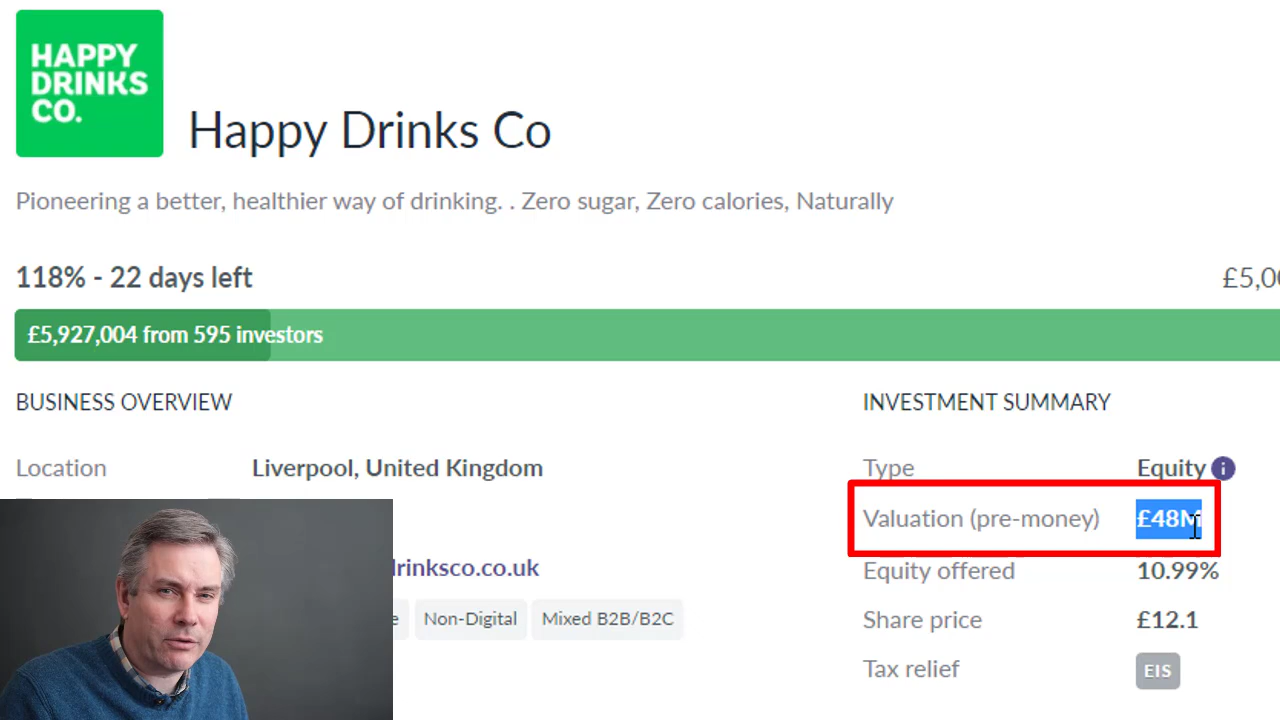 HAPPY
DRINKS
CO.
Happy Drinks Co
Pioneering a better, healthier way of drinking. . Zero sugar, Zero calories, Naturally
118% - 22 days left
£5,927,004 from 595 investors
BUSINESS OVERVIEW
Location Liverpool, United Kingdom
drinksco.co.uk
Non-Digital Mixed B2B/B2C
INVESTMENT SUMMARY
Type Equity i
Valuation (pre-money) £48M
Equity offered 10.99%
Share price £12.1
Tax relief EIS